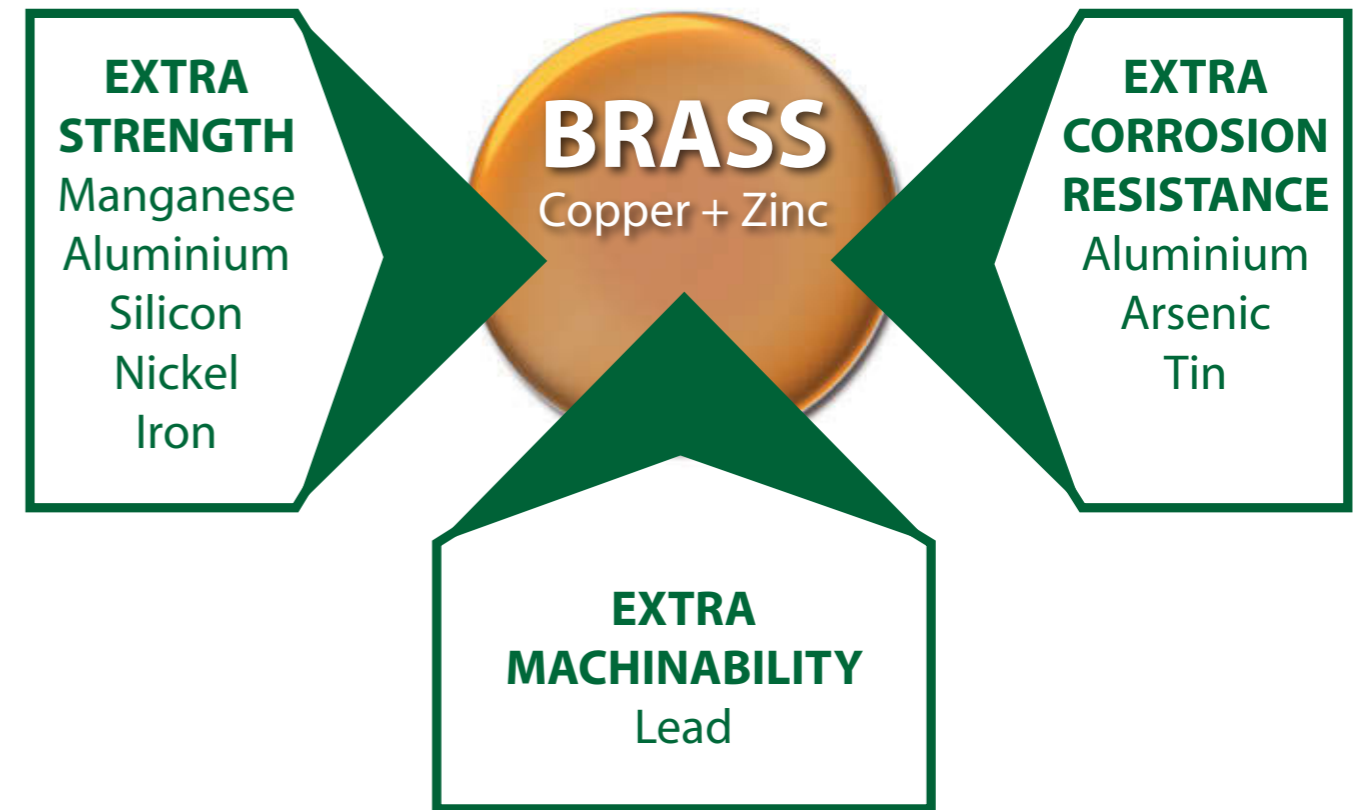 EXTRA
STRENGTH
Manganese
Aluminium
Silicon
Nickel
Iron
BRASS
Copper + Zinc
EXTRA
CORROSION
RESISTANCE
Aluminium
Arsenic
Tin
EXTRA
MACHINABILITY
Lead